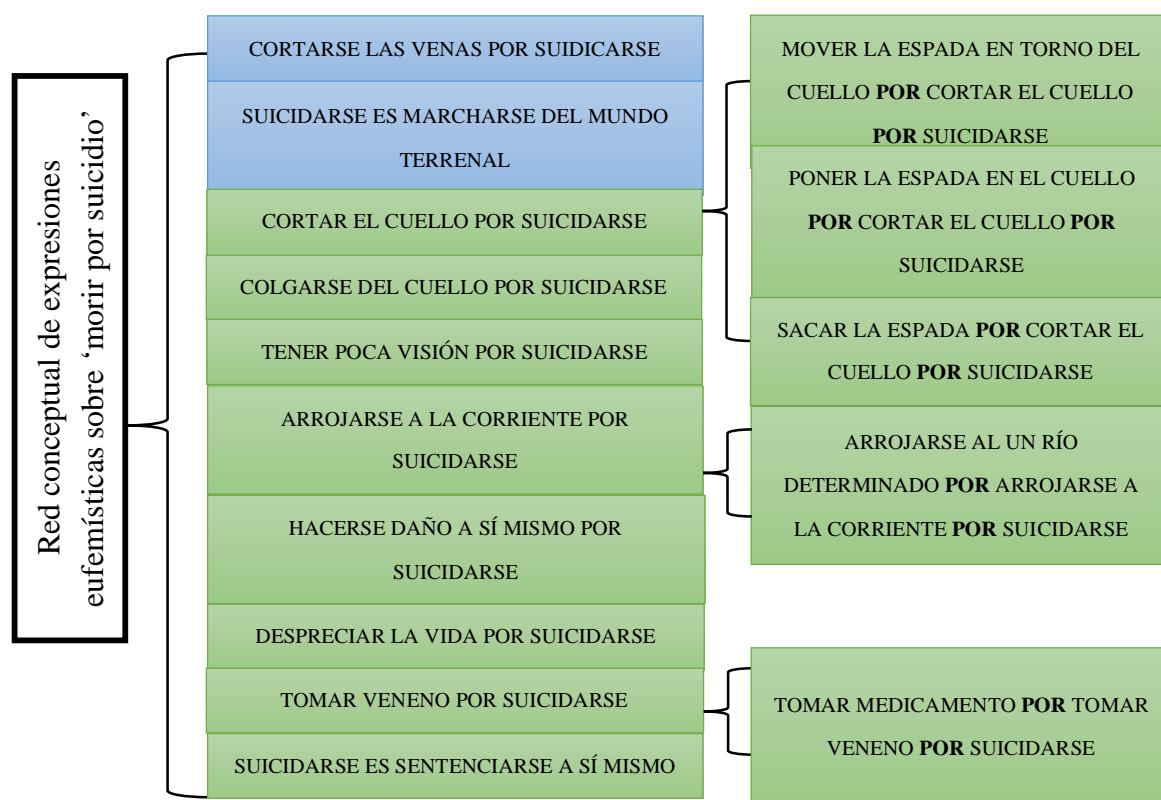 Red conceptual de expresiones
eufemísticas sobre ‘morir por suicidio’
CORTARSE LAS VENAS POR SUIDICARSE
SUICIDARSE ES MARCHARSE DEL MUNDO
TERRENAL
CORTAR EL CUELLO POR SUICIDARSE
COLGARSE DEL CUELLO POR SUICIDARSE
TENER POCA VISIÓN POR SUICIDARSE
ARROJARSE A LA CORRIENTE POR
SUICIDARSE
HACERSE DAÑO A SÍ MISMO POR
SUICIDARSE
DESPRECIAR LA VIDA POR SUICIDARSE
TOMAR VENENO POR SUICIDARSE
SUICIDARSE ES SENTENCIARSE A SÍ MISMO
MOVER LA ESPADA EN TORNO DEL
CUELLO POR CORTAR EL CUELLO
POR SUICIDARSE
PONER LA ESPADA EN EL CUELLO
POR CORTAR EL CUELLO POR
SUICIDARSE
SACAR LA ESPADA POR CORTAR EL
CUELLO POR SUICIDARSE
ARROJARSE AL UN RÍO
DETERMINADO POR ARROJARSE A
LA CORRIENTE POR SUICIDARSE
TOMAR MEDICAMENTO POR TOMAR
VENENO POR SUICIDARSE